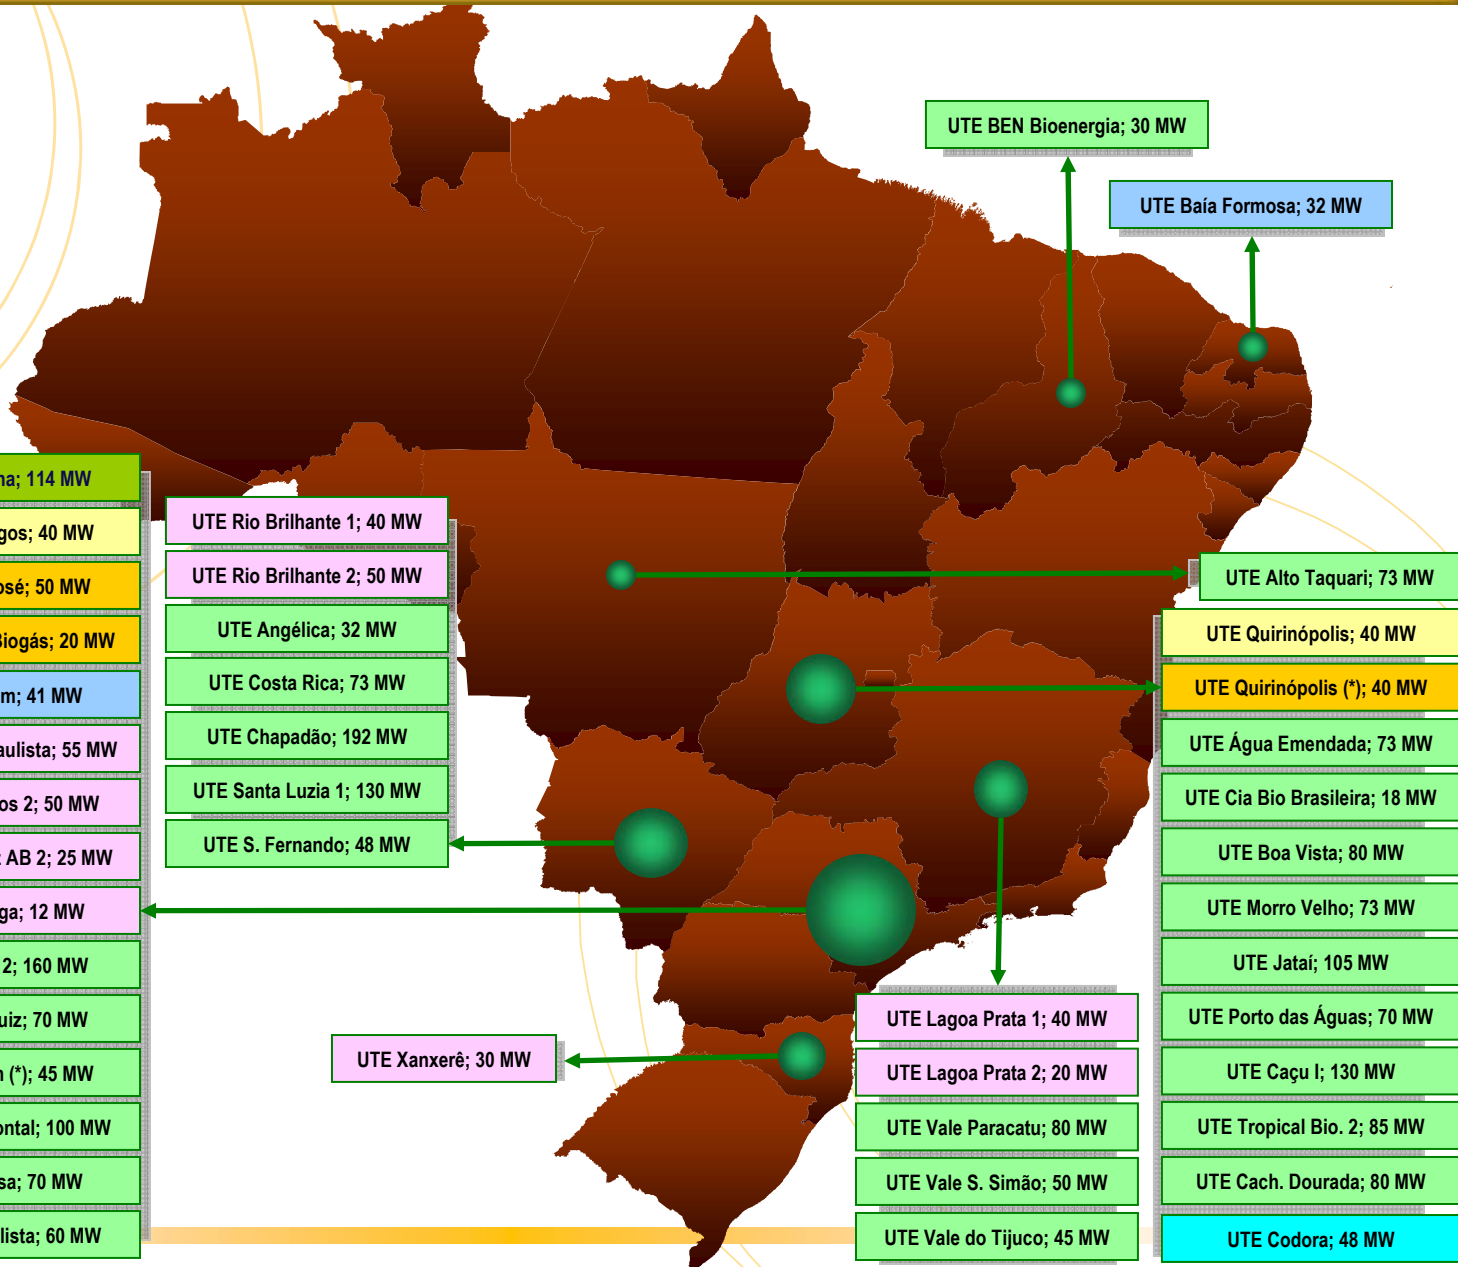 UTE BEN Bioenergia; 30 MW
UTE Baía Formosa; 32 MW
na; 114 MW
gos; 40 MW
osé; 50 MW
Biogás; 20 MW
m; 41 MW
aulista; 55 MW
os 2; 50 MW
AB 2; 25 MW
ga; 12 MW
2; 160 MW
uiz; 70 MW
(*); 45 MW
ontal; 100 MW
sa; 70 MW
lista; 60 MW
UTE Rio Brilhante 1; 40 MW
UTE Rio Brilhante 2; 50 MW
UTE Angélica; 32 MW
UTE Costa Rica; 73 MW
UTE Chapadão; 192 MW
UTE Santa Luzia 1; 130 MW
UTE S. Fernando; 48 MW
UTE Xanxerê; 30 MW
UTE Lagoa Prata 1; 40 MW
UTE Lagoa Prata 2; 20 MW
UTE Vale Paracatu; 80 MW
UTE Vale S. Simão; 50 MW
UTE Vale do Tijuco; 45 MW
UTE Alto Taquari; 73 MW
UTE Quirinópolis; 40 MW
UTE Quirinópolis (*); 40 MW
UTE Água Emendada; 73 MW
UTE Cia Bio Brasileira; 18 MW
UTE Boa Vista; 80 MW
UTE Morro Velho; 73 MW
UTE Jataí; 105 MW
UTE Porto das Águas; 70 MW
UTE Caçu I; 130 MW
UTE Tropical Bio. 2; 85 MW
UTE Cach. Dourada; 80 MW
UTE Codora; 48 MW